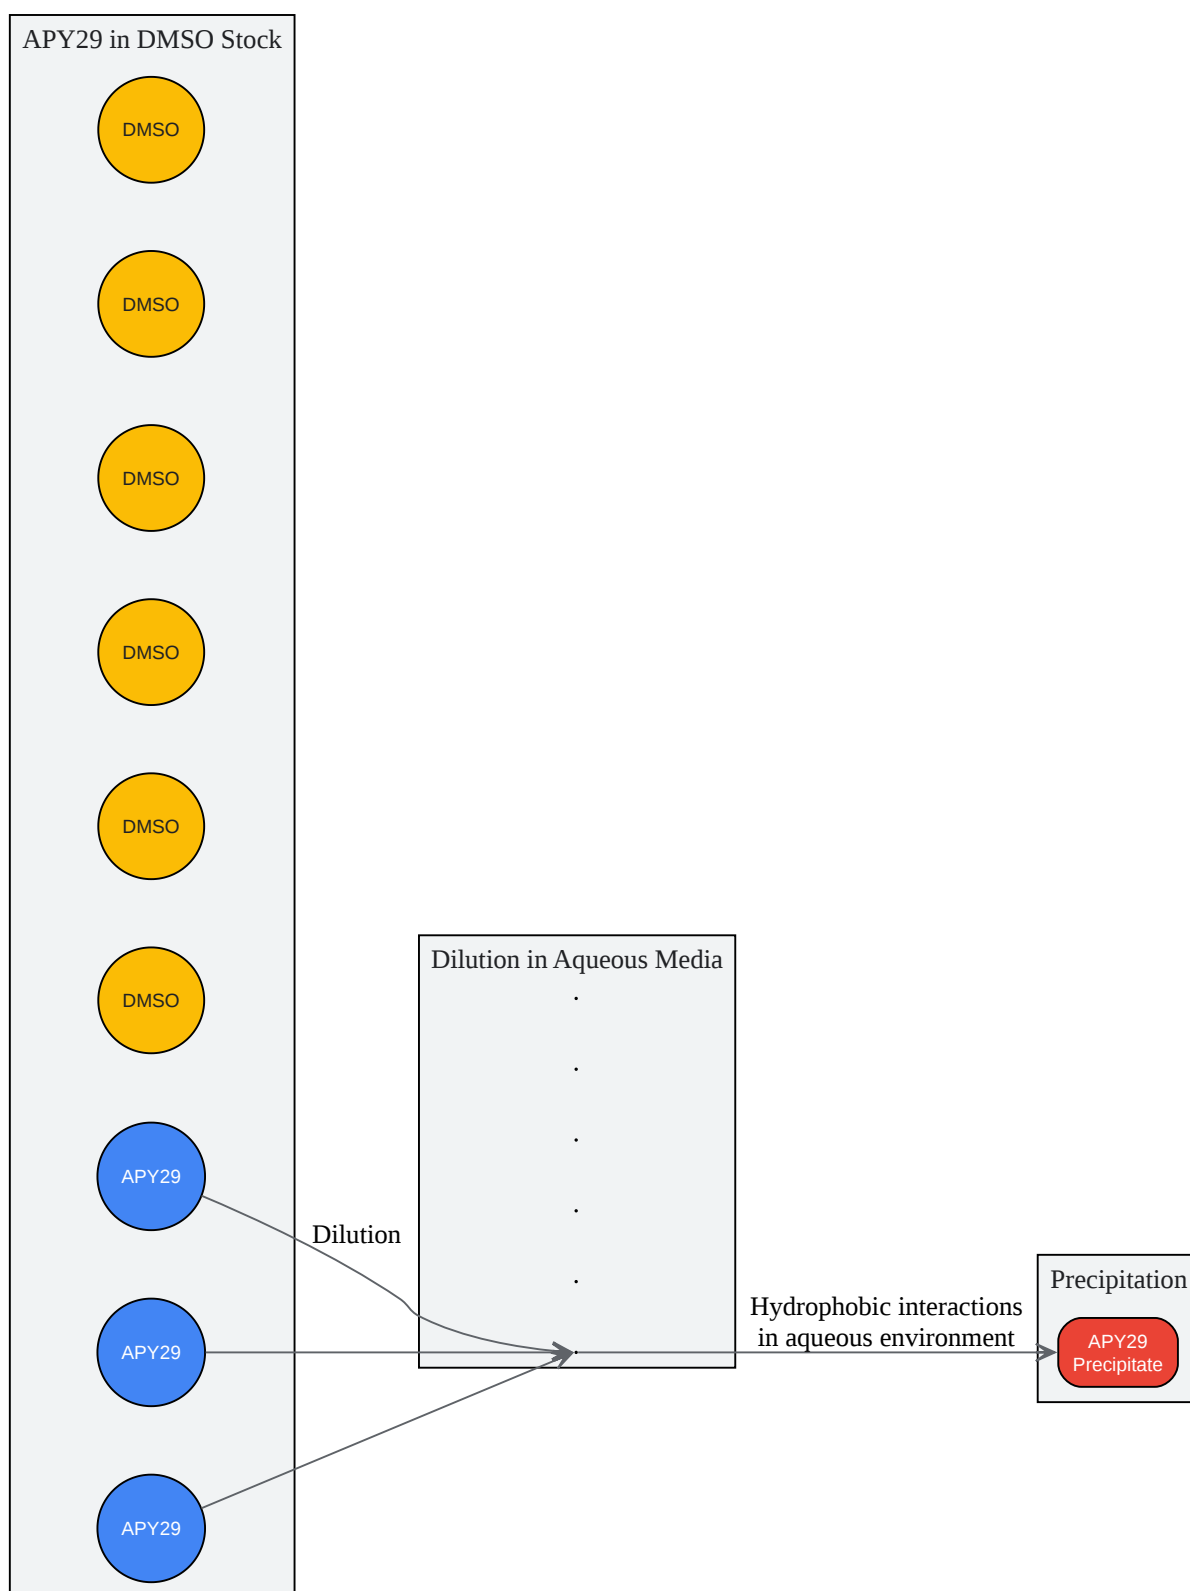 APY29 in DMSO Stock
DMSO
DMSO
DMSO
DMSO
DMSO
DMSO
APY29
APY29
APY29
Dilution
Dilution in Aqueous Media
Hydrophobic interactions
in aqueous environment
Precipitation
APY29
Precipitate